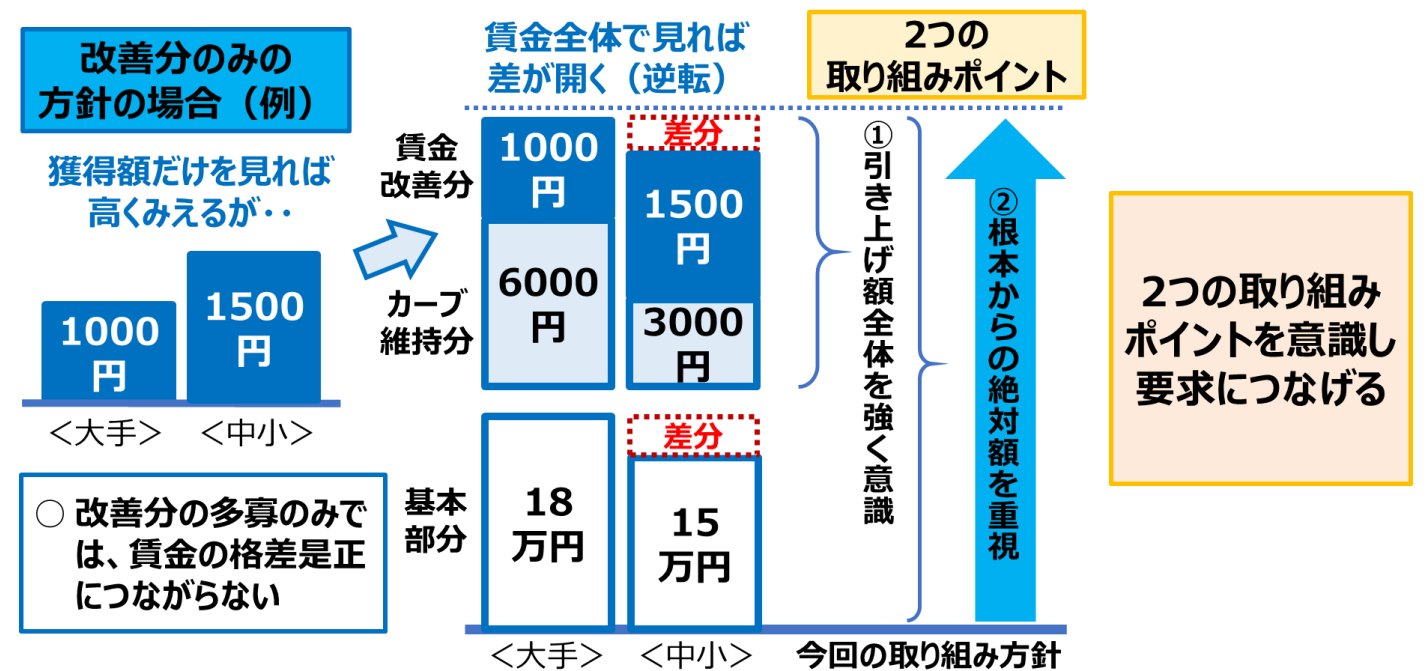 改善分のみの
方針の場合（例）
獲得額だけを見れば
高くみえるが‥
1000
円
1500
円
＜大手＞
＜中小＞
○ 改善分の多寡のみで
は、賃金の格差是正
につながらない
賃金全体で見れば
差が開く（逆転）
賃金
改善分
1000
円
差分
1500
円
カーブ
維持分
6000
円
3000
円
基本
部分
18
万円
差分
15
万円
＜大手＞
＜中小＞
2つの
取り組みポイント
①引き上げ額全体を強く意識
②根本からの絶対額を重視
今回の取り組み方針
2つの取り組み
ポイントを意識し
要求につなげる